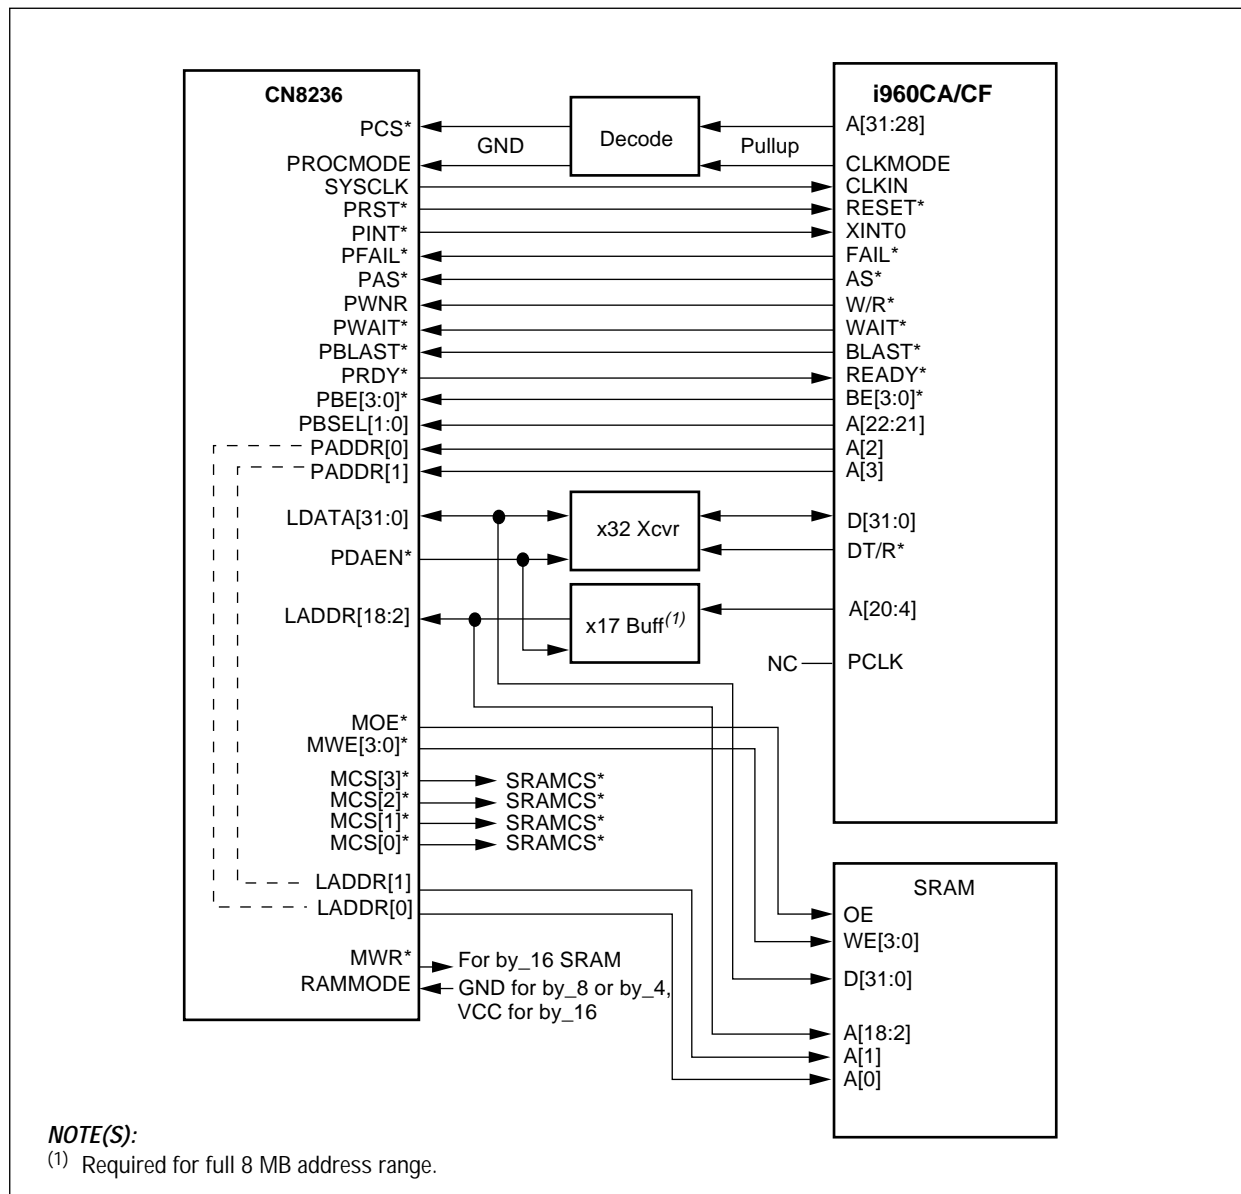 CN8236
PCS*
PROCMODE
SYSCLK
PRST*
PINT*
PFAIL*
PAS*
PWNR
PWAIT*
PBLAST*
PRDY*
PBE[3:0]*
PBSEL[1:0]
PADDR[0]
PADDR[1]
LDATA[31:0]
PDAEN*
LADDR[18:2]
MOE*
MWE[3:0]*
MCS[3]*
MCS[2]*
MCS[1]*
MCS[0]*
LADDR[1]
LADDR[0]
MWR*
RAMMODE
GND
Decode
Pullup
x32 Xcvr
x17 Buff(1)
NC
SRAMCS*
SRAMCS*
SRAMCS*
SRAMCS*
For by_16 SRAM
GND for by_8 or by_4,
VCC for by_16
i960CA/CF
A[31:28]
CLKMODE
CLKIN
RESET*
XINT0
FAIL*
AS*
W/R*
WAIT*
BLAST*
READY*
BE[3:0]*
A[22:21]
A[2]
A[3]
D[31:0]
DT/R*
A[20:4]
PCLK
SRAM
OE
WE[3:0]
D[31:0]
A[18:2]
A[1]
A[0]
NOTE(S):
(1) Required for full 8 MB address range.